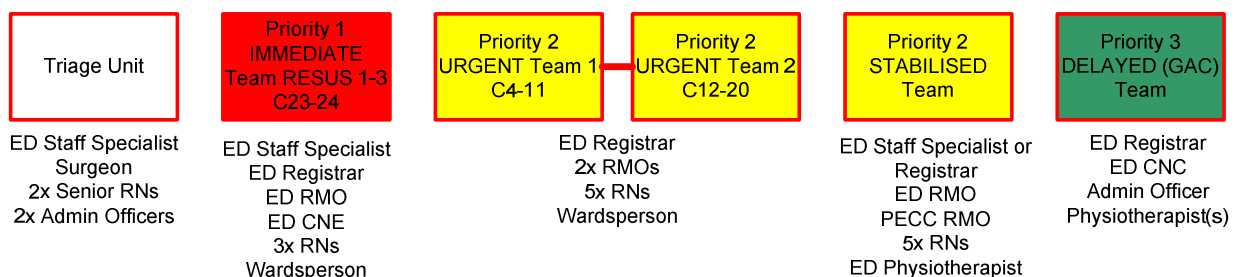 Triage Unit
ED Staff Specialist
Surgeon
2x Senior RNs
2x Admin Officers
Priority 1
IMMEDIATE
Team RESUS 1-3
C23-24
ED Staff Specialist
ED Registrar
ED RMO
ED CNE
3x RNs
Wardsperson
Priority 2
URGENT Team 1
C4-11
Priority 2
URGENT Team 2
C12-20
ED Registrar
2x RMOs
5x RNs
Wardsperson
Priority 2
STABILISED
Team
ED Staff Specialist or
Registrar
ED RMO
PECC RMO
5x RNs
ED Physiotherapist
Priority 3
DELAYED (GAC)
Team
ED Registrar
ED CNC
Admin Officer
Physiotherapist(s)